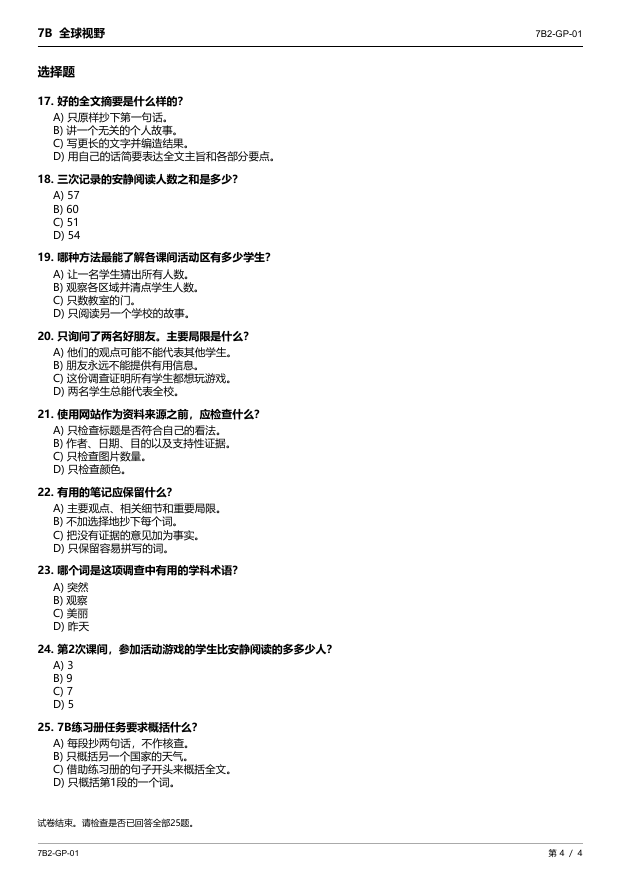 7B 全球视野
7B2-GP-01
选择题
17. 好的全文摘要是什么样的？
A) 只原样抄下第一句话。
B) 讲一个无关的个人故事。
C) 写更长的文字并编造结果。
D) 用自己的话简要表达全文主旨和各部分要点。
18. 三次记录的安静阅读人数之和是多少？
A) 57
B) 60
C) 51
D) 54
19. 哪种方法最能了解各课间活动区有多少学生？
A) 让一名学生猜出所有人数。
B) 观察各区域并清点学生人数。
C) 只数教室的门。
D) 只阅读另一个学校的故事。
20. 只询问了两名好朋友。主要局限是什么？
A) 他们的观点可能不能代表其他学生。
B) 朋友永远不能提供有用信息。
C) 这份调查证明所有学生都想玩游戏。
D) 两名学生总能代表全校。
21. 使用网站作为资料来源之前，应检查什么？
A) 只检查标题是否符合自己的看法。
B) 作者、日期、目的以及支持性证据。
C) 只检查图片数量。
D) 只检查颜色。
22. 有用的笔记应保留什么？
A) 主要观点、相关细节和重要局限。
B) 不加选择地抄下每个词。
C) 把没有证据的意见加为事实。
D) 只保留容易拼写的词。
23. 哪个词是这项调查中有用的学科术语？
A) 突然
B) 观察
C) 美丽
D) 昨天
24. 第2次课间，参加活动游戏的学生比安静阅读的多多少人？
A) 3
B) 9
C) 7
D) 5
25. 7B练习册任务要求概括什么？
A) 每段抄两句话，不作核查。
B) 只概括另一个国家的天气。
C) 借助练习册的句子开头来概括全文。
D) 只概括第1段的一个词。
试卷结束。请检查是否已回答全部25题。
7B2-GP-01
第 4 / 4